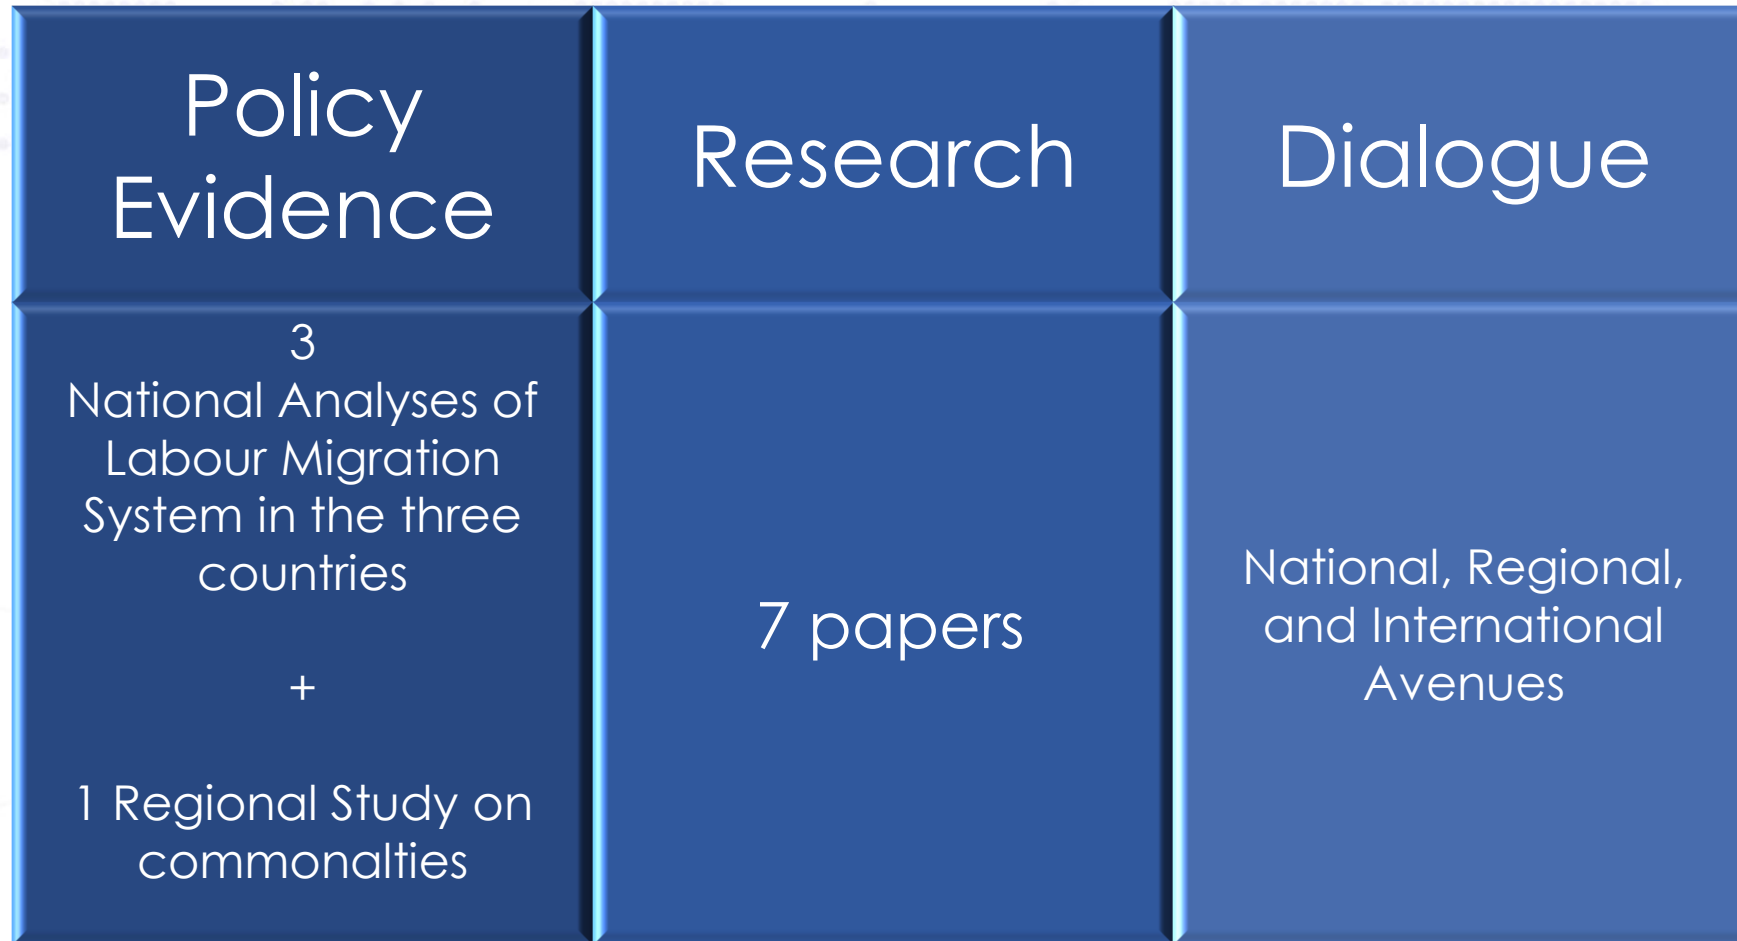 Policy
Evidence
Research
Dialogue
3
National Analyses of
Labour Migration
System in the three
countries
+
1 Regional Study on
commonalties
7 papers
National, Regional,
and International
Avenues